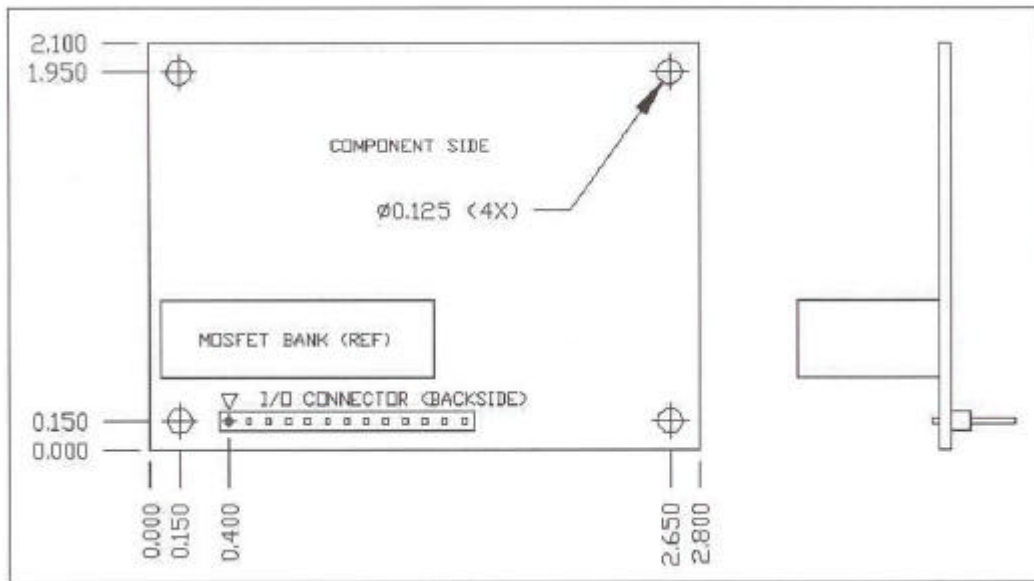 2.100
1.950
COMPONENT SIDE
Ø0.125 (4X)
MOSFET BANK (REF)
I/O CONNECTOR (BACKSIDE)
0.150
0.000
0.000
0.150
0.400
2.650
2.800